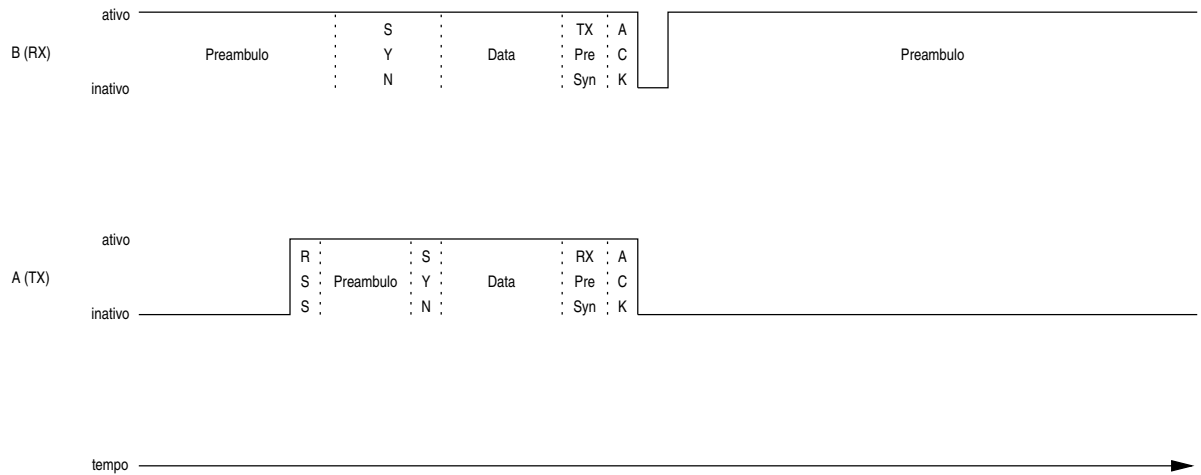 ativo
B (RX)
inativo
Preambulo
S
Y
N
Data
TX
Pre
Syn
A
C
K
Preambulo
ativo
A (TX)
inativo
R
S
S
Preambulo
S
Y
N
Data
RX
Pre
Syn
A
C
K
tempo